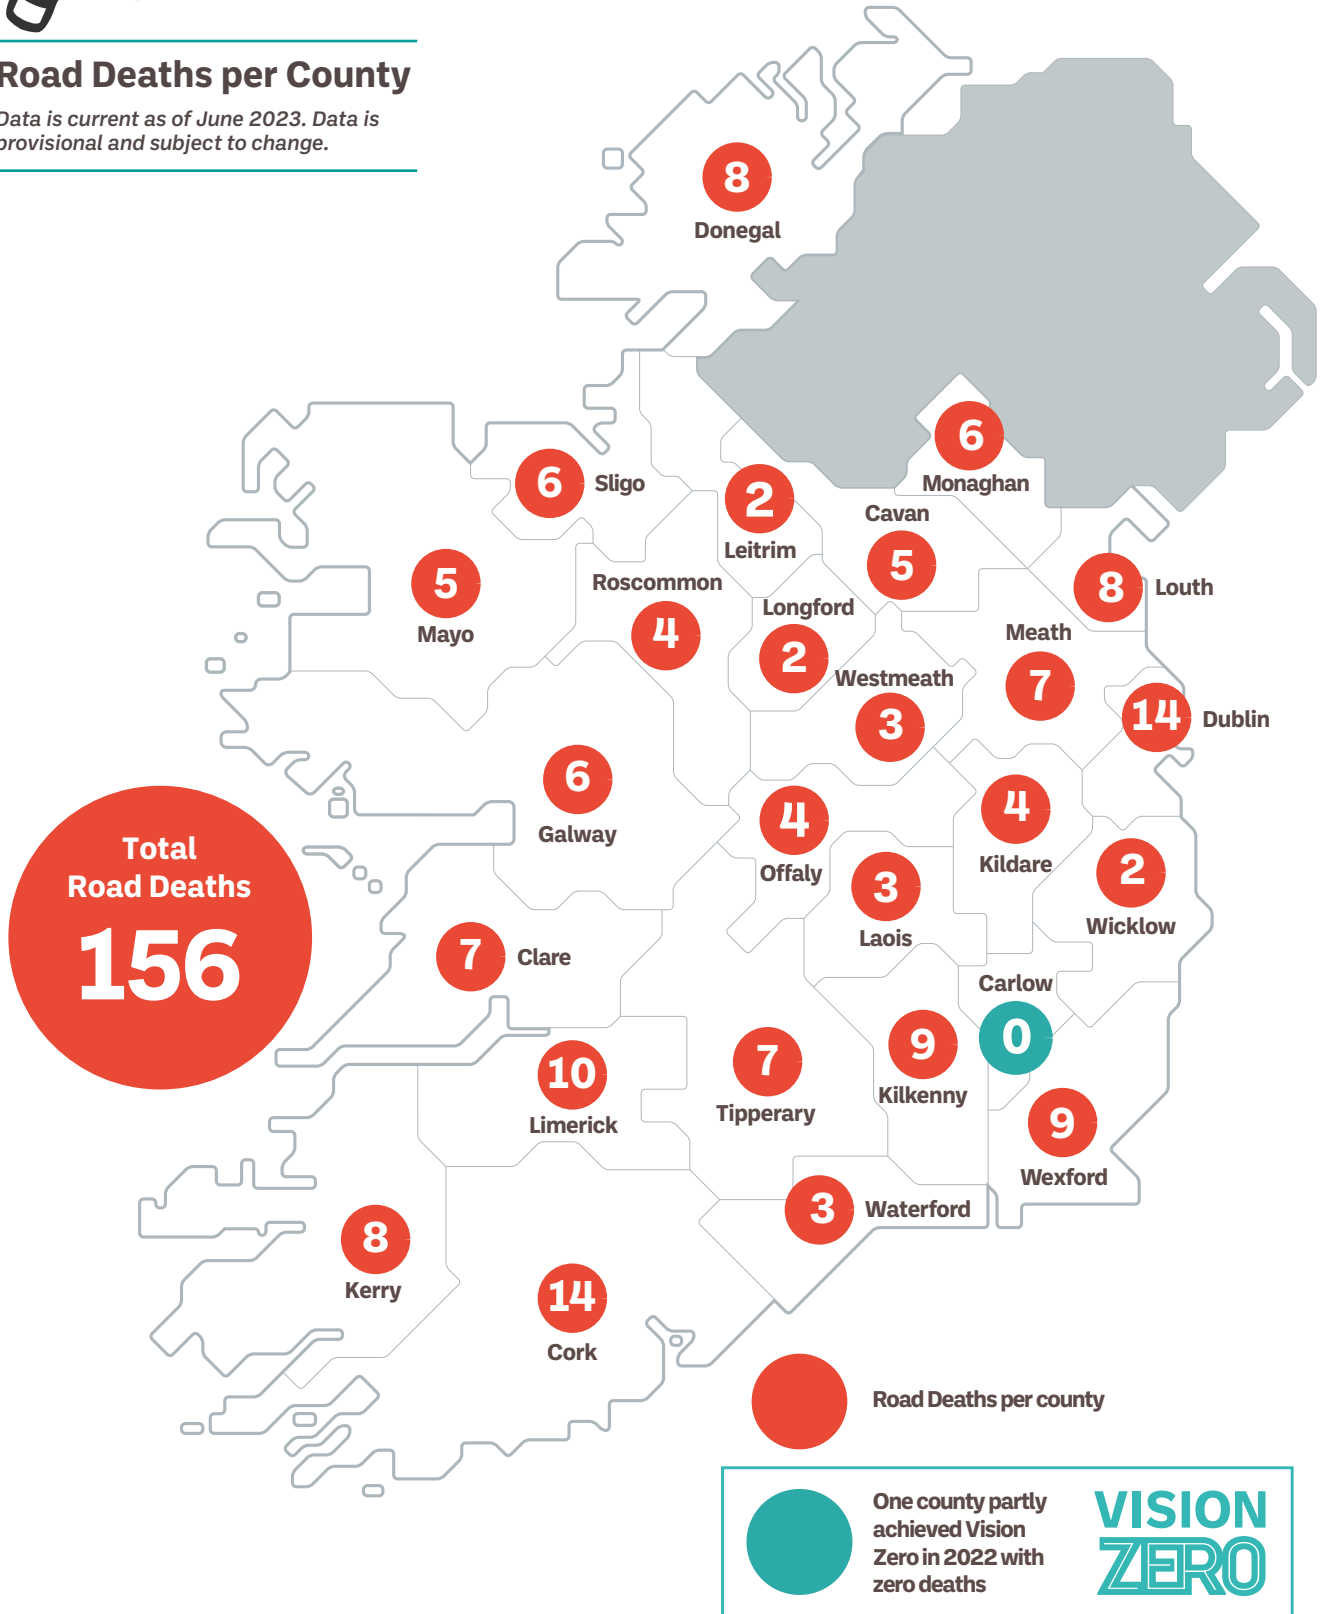 Road Deaths per County
Data is current as of June 2023. Data is
provisional and subject to change.
8
Donegal
6
Monaghan
6
Sligo
2
Leitrim
Cavan
5
5
Mayo
Roscommon
4
Longford
2
8
Louth
Meath
7
Westmeath
3
14
Dublin
6
Galway
4
Offaly
4
Kildare
3
Laois
2
Wicklow
Total
Road Deaths
156
7
Clare
Carlow
0
10
Limerick
7
Tipperary
9
Kilkenny
9
Wexford
3
Waterford
8
Kerry
14
Cork
Road Deaths per county
One county partly
achieved Vision
Zero in 2022 with
zero deaths
VISION
ZERO